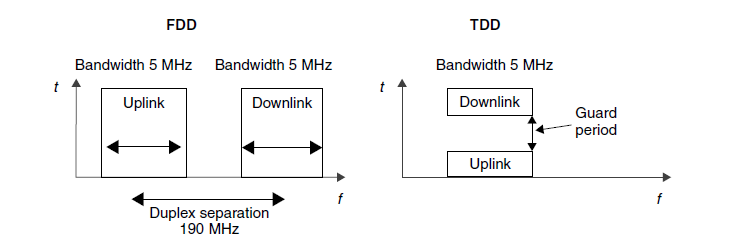 FDD
Bandwidth 5 MHz
Bandwidth 5 MHz
t
Uplink
Downlink
f
Duplex separation
190 MHz
TDD
Bandwidth 5 MHz
t
Downlink
Guard
period
Uplink
f